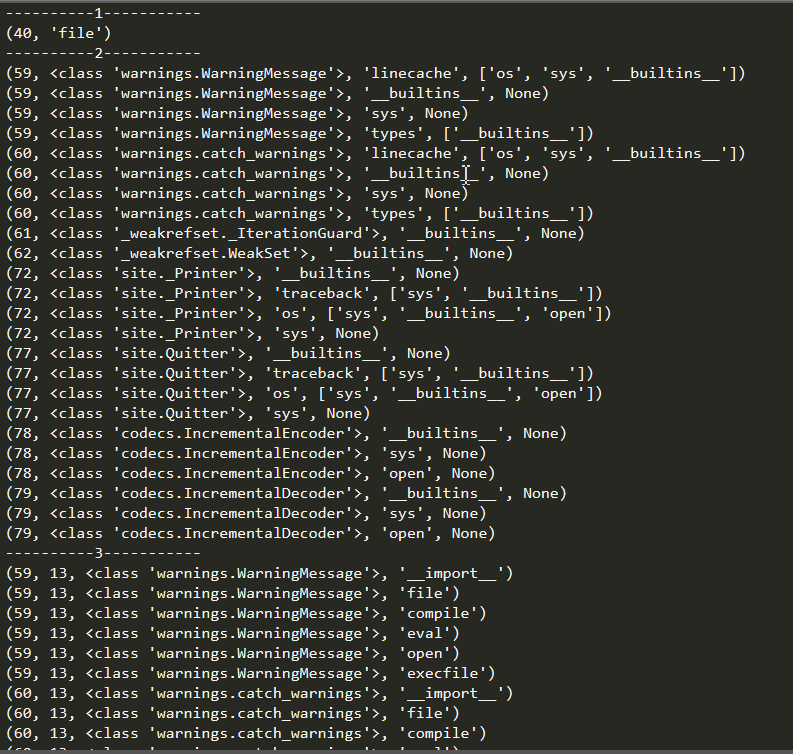 ----------1-----------
(40, 'file')
----------2-----------
(59, <class 'warnings.WarningMessage'>, 'linecache', ['os', 'sys', '__builtins__'])
(59, <class 'warnings.WarningMessage'>, '__builtins__', None)
(59, <class 'warnings.WarningMessage'>, 'sys', None)
(59, <class 'warnings.WarningMessage'>, 'types', ['__builtins__'])
(60, <class 'warnings.catch_warnings'>, 'linecache', ['os', 'sys', '__builtins__'])
(60, <class 'warnings.catch_warnings'>, '__builtins__', None)
(60, <class 'warnings.catch_warnings'>, 'sys', None)
(60, <class 'warnings.catch_warnings'>, 'types', ['__builtins__'])
(61, <class '_weakrefset._IterationGuard'>, '__builtins__', None)
(62, <class '_weakrefset.WeakSet'>, '__builtins__', None)
(72, <class 'site._Printer'>, '__builtins__', None)
(72, <class 'site._Printer'>, 'traceback', ['sys', '__builtins__'])
(72, <class 'site._Printer'>, 'os', ['sys', '__builtins__', 'open'])
(72, <class 'site._Printer'>, 'sys', None)
(77, <class 'site.Quitter'>, '__builtins__', None)
(77, <class 'site.Quitter'>, 'traceback', ['sys', '__builtins__'])
(77, <class 'site.Quitter'>, 'os', ['sys', '__builtins__', 'open'])
(77, <class 'site.Quitter'>, 'sys', None)
(78, <class 'codecs.IncrementalEncoder'>, '__builtins__', None)
(78, <class 'codecs.IncrementalEncoder'>, 'sys', None)
(78, <class 'codecs.IncrementalEncoder'>, 'open', None)
(79, <class 'codecs.IncrementalDecoder'>, '__builtins__', None)
(79, <class 'codecs.IncrementalDecoder'>, 'sys', None)
(79, <class 'codecs.IncrementalDecoder'>, 'open', None)
----------3-----------
(59, 13, <class 'warnings.WarningMessage'>, '__import__')
(59, 13, <class 'warnings.WarningMessage'>, 'file')
(59, 13, <class 'warnings.WarningMessage'>, 'compile')
(59, 13, <class 'warnings.WarningMessage'>, 'eval')
(59, 13, <class 'warnings.WarningMessage'>, 'open')
(59, 13, <class 'warnings.WarningMessage'>, 'execfile')
(60, 13, <class 'warnings.catch_warnings'>, '__import__')
(60, 13, <class 'warnings.catch_warnings'>, 'file')
(60, 13, <class 'warnings.catch_warnings'>, 'compile')